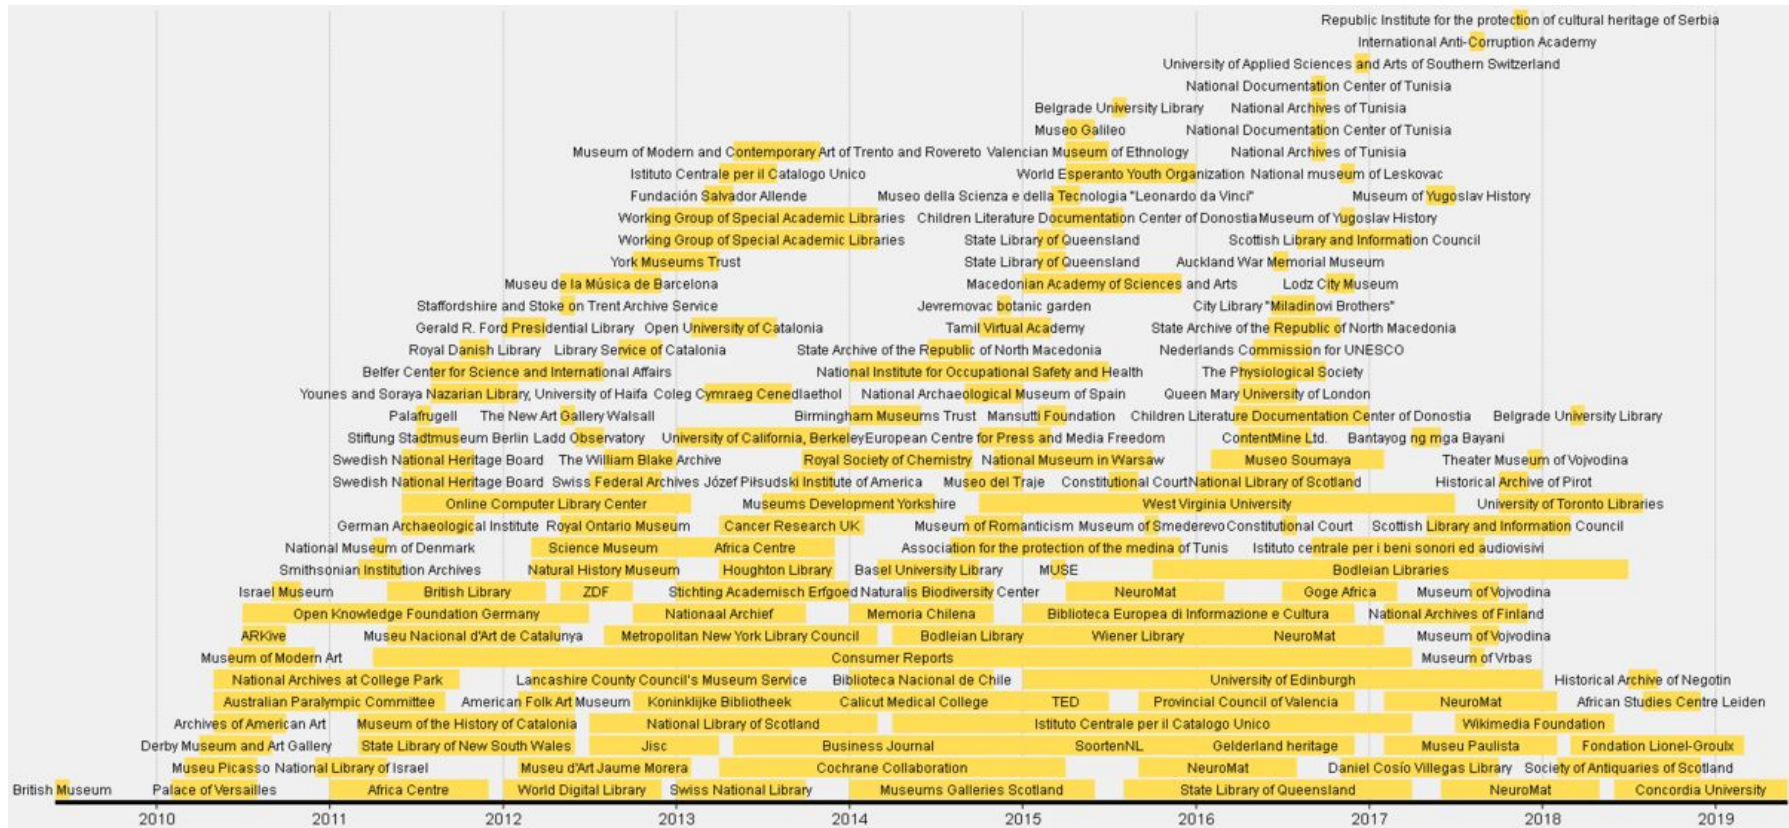 Republic Institute for the protection of cultural heritage of Serbia
International Anti-Corruption Academy
University of Applied Sciences and Arts of Southern Switzerland
National Documentation Center of Tunisia
Belgrade University Library National Archives of Tunisia
Museo Galileo National Documentation Center of Tunisia
Museum of Modern and Contemporary Art of Trento and Rovereto Valencian Museum of Ethnology National Archives of Tunisia
Istituto Centrale per il Catalogo Unico World Esperanto Youth Organization National museum of Leskovac
Fundación Salvador Allende Museo della Scienza e della Tecnologia "Leonardo da Vinci" Museum of Yugoslav History
Working Group of Special Academic Libraries Children Literature Documentation Center of Donostia Museum of Yugoslav History
Working Group of Special Academic Libraries State Library of Queensland Scottish Library and Information Council
York Museums Trust State Library of Queensland Auckland War Memorial Museum
Museu de la Música de Barcelona Macedonian Academy of Sciences and Arts Lodz City Museum
Staffordshire and Stoke on Trent Archive Service Jevremovac botanic garden City Library "Miladinovi Brothers"
Gerald R. Ford Presidential Library Open University of Catalonia Tamil Virtual Academy State Archive of the Republic of North Macedonia
Royal Danish Library Library Service of Catalonia State Archive of the Republic of North Macedonia Nederlands Commission for UNESCO
Belfer Center for Science and International Affairs National Institute for Occupational Safety and Health The Physiological Society
Younes and Soraya Nazarian Library, University of Haifa Coleg Cymraeg Cenedlaethol National Archaeological Museum of Spain Queen Mary University of London
Palafrugell The New Art Gallery Walsall Birmingham Museums Trust Mansutti Foundation Children Literature Documentation Center of Donostia Belgrade University Library
Stiftung Stadtmuseum Berlin Ladd Observatory University of California, Berkeley European Centre for Press and Media Freedom ContentMine Ltd. Bantayog ng mga Bayani
Swedish National Heritage Board The William Blake Archive Royal Society of Chemistry National Museum in Warsaw Museo Soumaya Theater Museum of Vojvodina
Swedish National Heritage Board Swiss Federal Archives Józef Piłsudski Institute of America Museo del Traje Constitutional Court National Library of Scotland Historical Archive of Pirot
Online Computer Library Center Museums Development Yorkshire West Virginia University University of Toronto Libraries
German Archaeological Institute Royal Ontario Museum Cancer Research UK Museum of Romanticism Museum of Smederevo Constitutional Court Scottish Library and Information Council
National Museum of Denmark Science Museum Africa Centre Association for the protection of the medina of Tunis Istituto centrale per i beni sonori ed audiovisivi
Smithsonian Institution Archives Natural History Museum Houghton Library Basel University Library MUSE Bodleian Libraries
Israel Museum British Library ZDF Stichting Academisch Erfgoed Naturalis Biodiversity Center NeuroMat Goge Africa Museum of Vojvodina
Open Knowledge Foundation Germany Nationaal Archief Memoria Chilena Biblioteca Europea di Informazione e Cultura National Archives of Finland
ARKive Museu Nacional d'Art de Catalunya Metropolitan New York Library Council Bodleian Library Wiener Library NeuroMat Museum of Vojvodina
Museum of Modern Art Consumer Reports Museum of Vrbas
National Archives at College Park Lancashire County Council's Museum Service Biblioteca Nacional de Chile University of Edinburgh Historical Archive of Negotin
Australian Paralympic Committee American Folk Art Museum Koninklijke Bibliotheek Calicut Medical College TED Provincial Council of Valencia NeuroMat African Studies Centre Leiden
Archives of American Art Museum of the History of Catalonia National Library of Scotland Istituto Centrale per il Catalogo Unico Wikimedia Foundation
Derby Museum and Art Gallery State Library of New South Wales Jisc Business Journal SoortenNL Gelderland heritage Museu Paulista Fondation Lionel-Groulx
Museu Picasso National Library of Israel Museu d'Art Jaume Morera Cochrane Collaboration NeuroMat Daniel Cosío Villegas Library Society of Antiquaries of Scotland
British Museum Palace of Versailles Africa Centre World Digital Library Swiss National Library Museums Galleries Scotland State Library of Queensland NeuroMat Concordia University
2010 2011 2012 2013 2014 2015 2016 2017 2018 2019